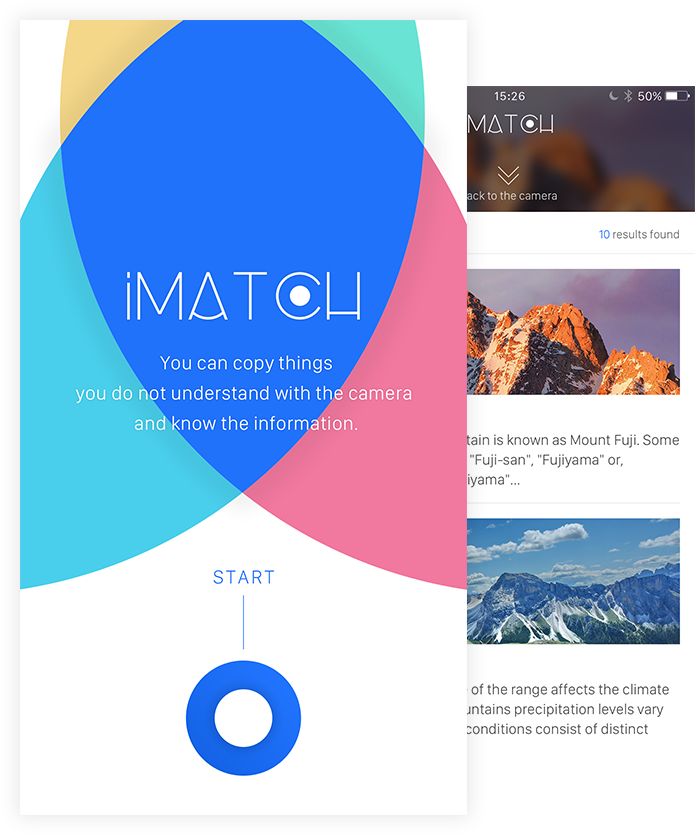 iMATCH
You can copy things
you do not understand with the camera
and know the information.
START
15:26
50%
MATCH
ack to the camera
10 results found
tain is known as Mount Fuji. Some
"Fuji-san", "Fujiyama" or,
iyama"...
of the range affects the climate
untains precipitation levels vary
conditions consist of distinct